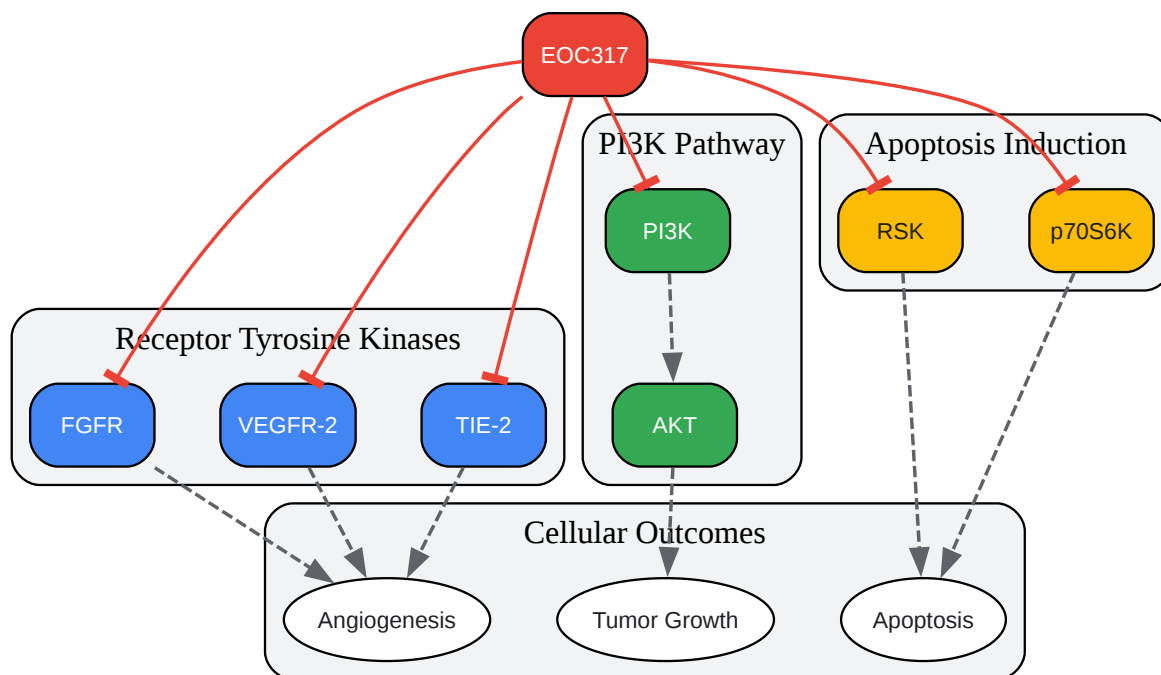 EOC317
PI3K Pathway
Apoptosis Induction
PI3K
RSK
p70S6K
Receptor Tyrosine Kinases
FGFR
VEGFR-2
TIE-2
AKT
Cellular Outcomes
Angiogenesis
Tumor Growth
Apoptosis